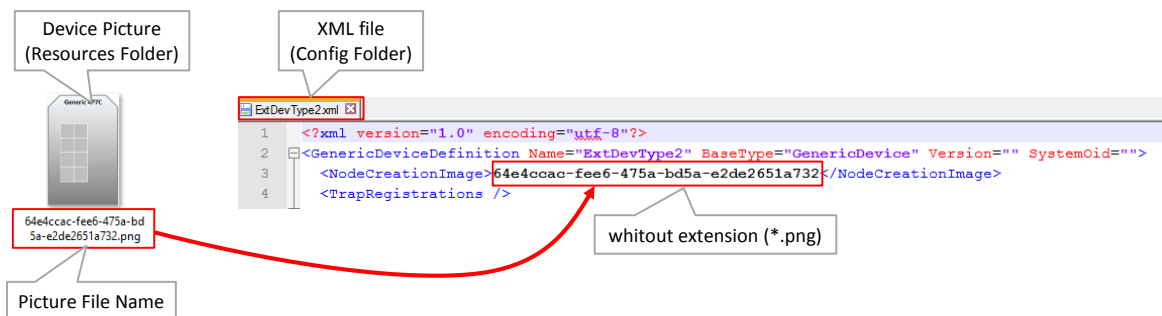 Device Picture
(Resources Folder)
XML file
(Config Folder)
Generic 4P7C
ExtDevType2.xml
1 <?xml version="1.0" encoding="utf-8"?>
2 <GenericDeviceDefinition Name="ExtDevType2" BaseType="GenericDevice" Version="" SystemOid="">
3 <NodeCreationImage>64e4ccac-fee6-475a-bd5a-e2de2651a732</NodeCreationImage>
4 <TrapRegistrations />
64e4ccac-fee6-475a-bd
5a-e2de2651a732.png
whitout extension (*.png)
Picture File Name